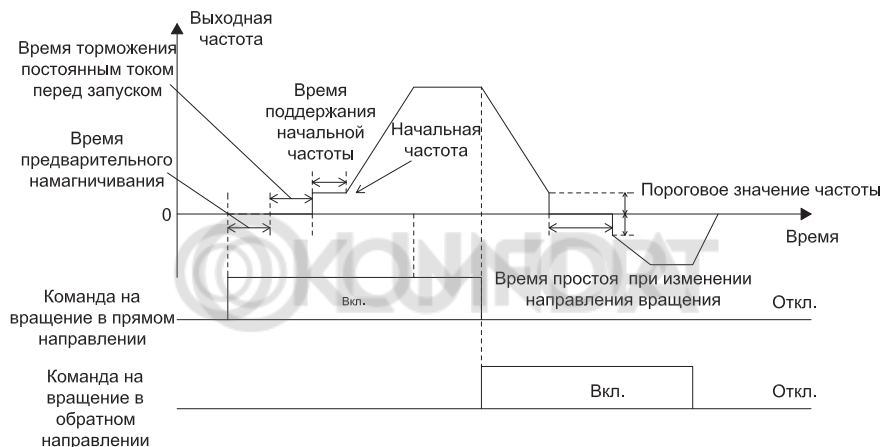 Выходная
частота
Время торможения
постоянным током
перед запуском
Время
поддержания
начальной
частоты
Начальная
частота
Время
предварительного
намагничивания
Пороговое значение частоты
0
Время
KOMFORT
Время простоя при изменении
направления вращения
Команда на
вращение в прямом
направлении
Вкл.
Откл.
Команда на
вращение в
обратном
направлении
Вкл.
Откл.